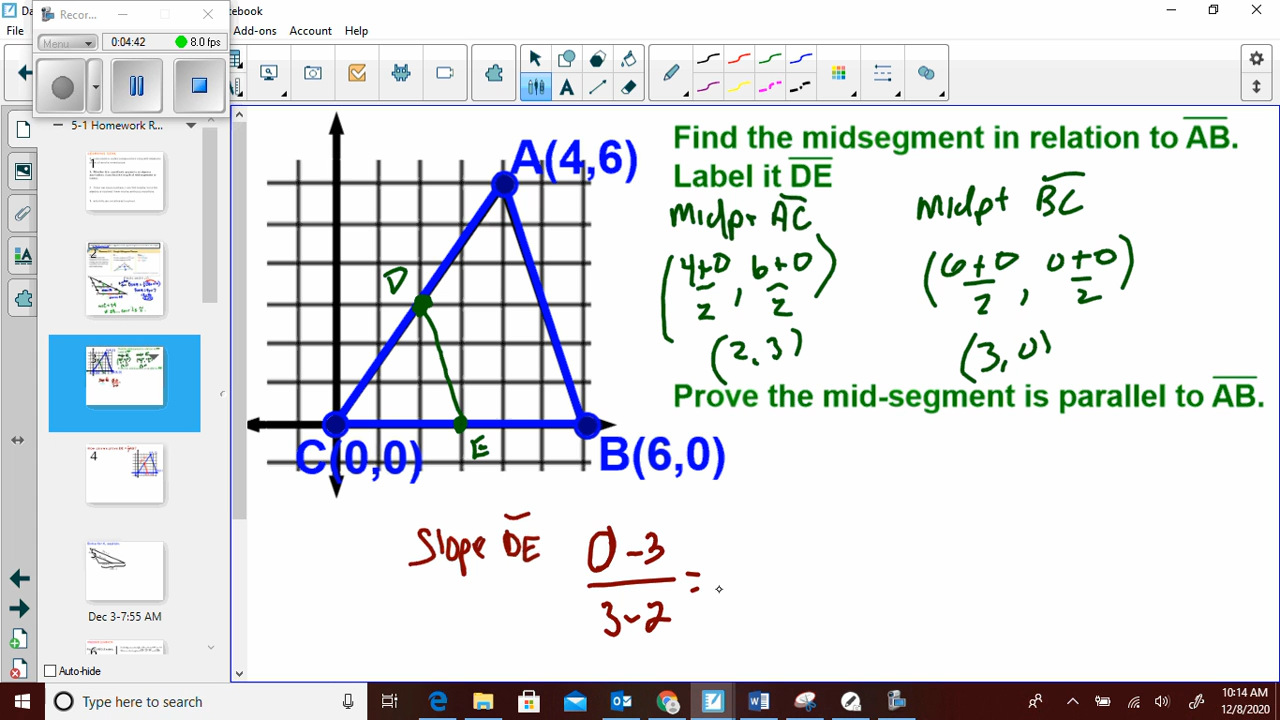 Recor...
ebook
Menu
00:04:42
8.0 fps
File
Add-ons
Account
Help
5-1 Homework R...
Dec 3-7:55 AM
Auto-hide
A(4,6)
D
C(0,0)
E
B(6,0)
Find the midsegment in relation to AB.
Label it DE
Midpt AC
(4+0/2, 6+0/2)
(2,3)
Midpt BC
(6+0/2, 0+0/2)
(3,0)
Prove the mid-segment is parallel to AB.
Slope DE 0-3/3-2 =
Type here to search
10:14 AM
12/8/2020